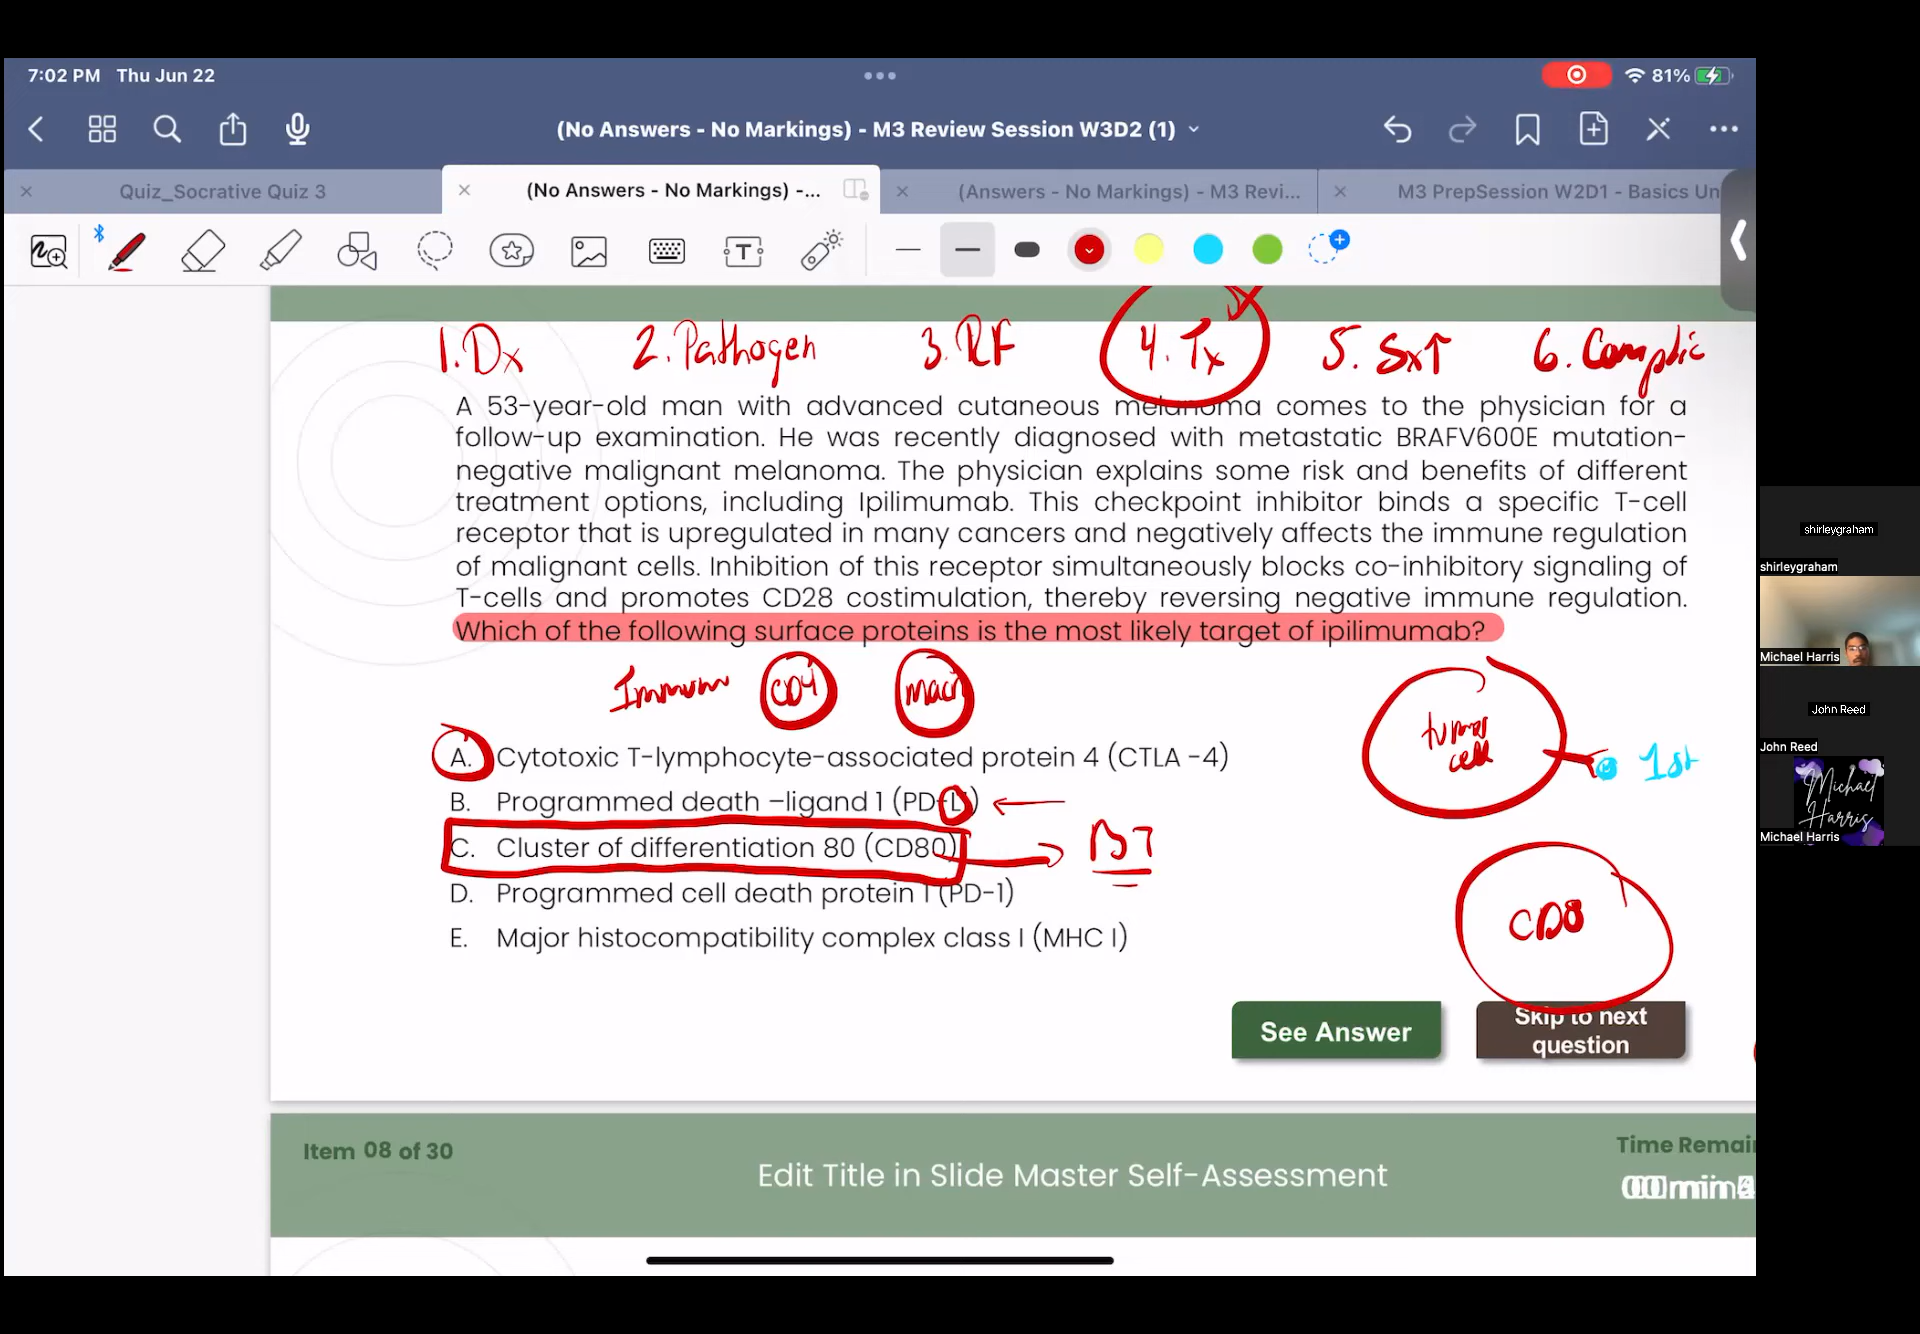 7:02 PM Thu Jun 22
81%
(No Answers - No Markings) - M3 Review Session W3D2 (1)
Quiz_Socrative Quiz 3
(No Answers - No Markings) -...
(Answers - No Markings) - M3 Revi...
M3 PrepSession W2D1 - Basics Un
1. Dx 2. Pathogen 3. RF 4. Tx 5. Sx↑ 6. Complic
A 53-year-old man with advanced cutaneous melanoma comes to the physician for a
follow-up examination. He was recently diagnosed with metastatic BRAFV600E mutation-
negative malignant melanoma. The physician explains some risk and benefits of different
treatment options, including Ipilimumab. This checkpoint inhibitor binds a specific T-cell
receptor that is upregulated in many cancers and negatively affects the immune regulation
of malignant cells. Inhibition of this receptor simultaneously blocks co-inhibitory signaling of
T-cells and promotes CD28 costimulation, thereby reversing negative immune regulation.
Which of the following surface proteins is the most likely target of ipilimumab?
Immum CD4 macr
A. Cytotoxic T-lymphocyte-associated protein 4 (CTLA -4)
B. Programmed death –ligand 1 (PD-L1)
C. Cluster of differentiation 80 (CD80)
B7
D. Programmed cell death protein 1 (PD-1)
E. Major histocompatibility complex class I (MHC I)
tumor
cell
1st
CD8
See Answer
Skip to next
question
Item 08 of 30
Edit Title in Slide Master Self-Assessment
Time Remai
shirleygraham
shirleygraham
Michael Harris
John Reed
John Reed
Michael
Harris
Michael Harris